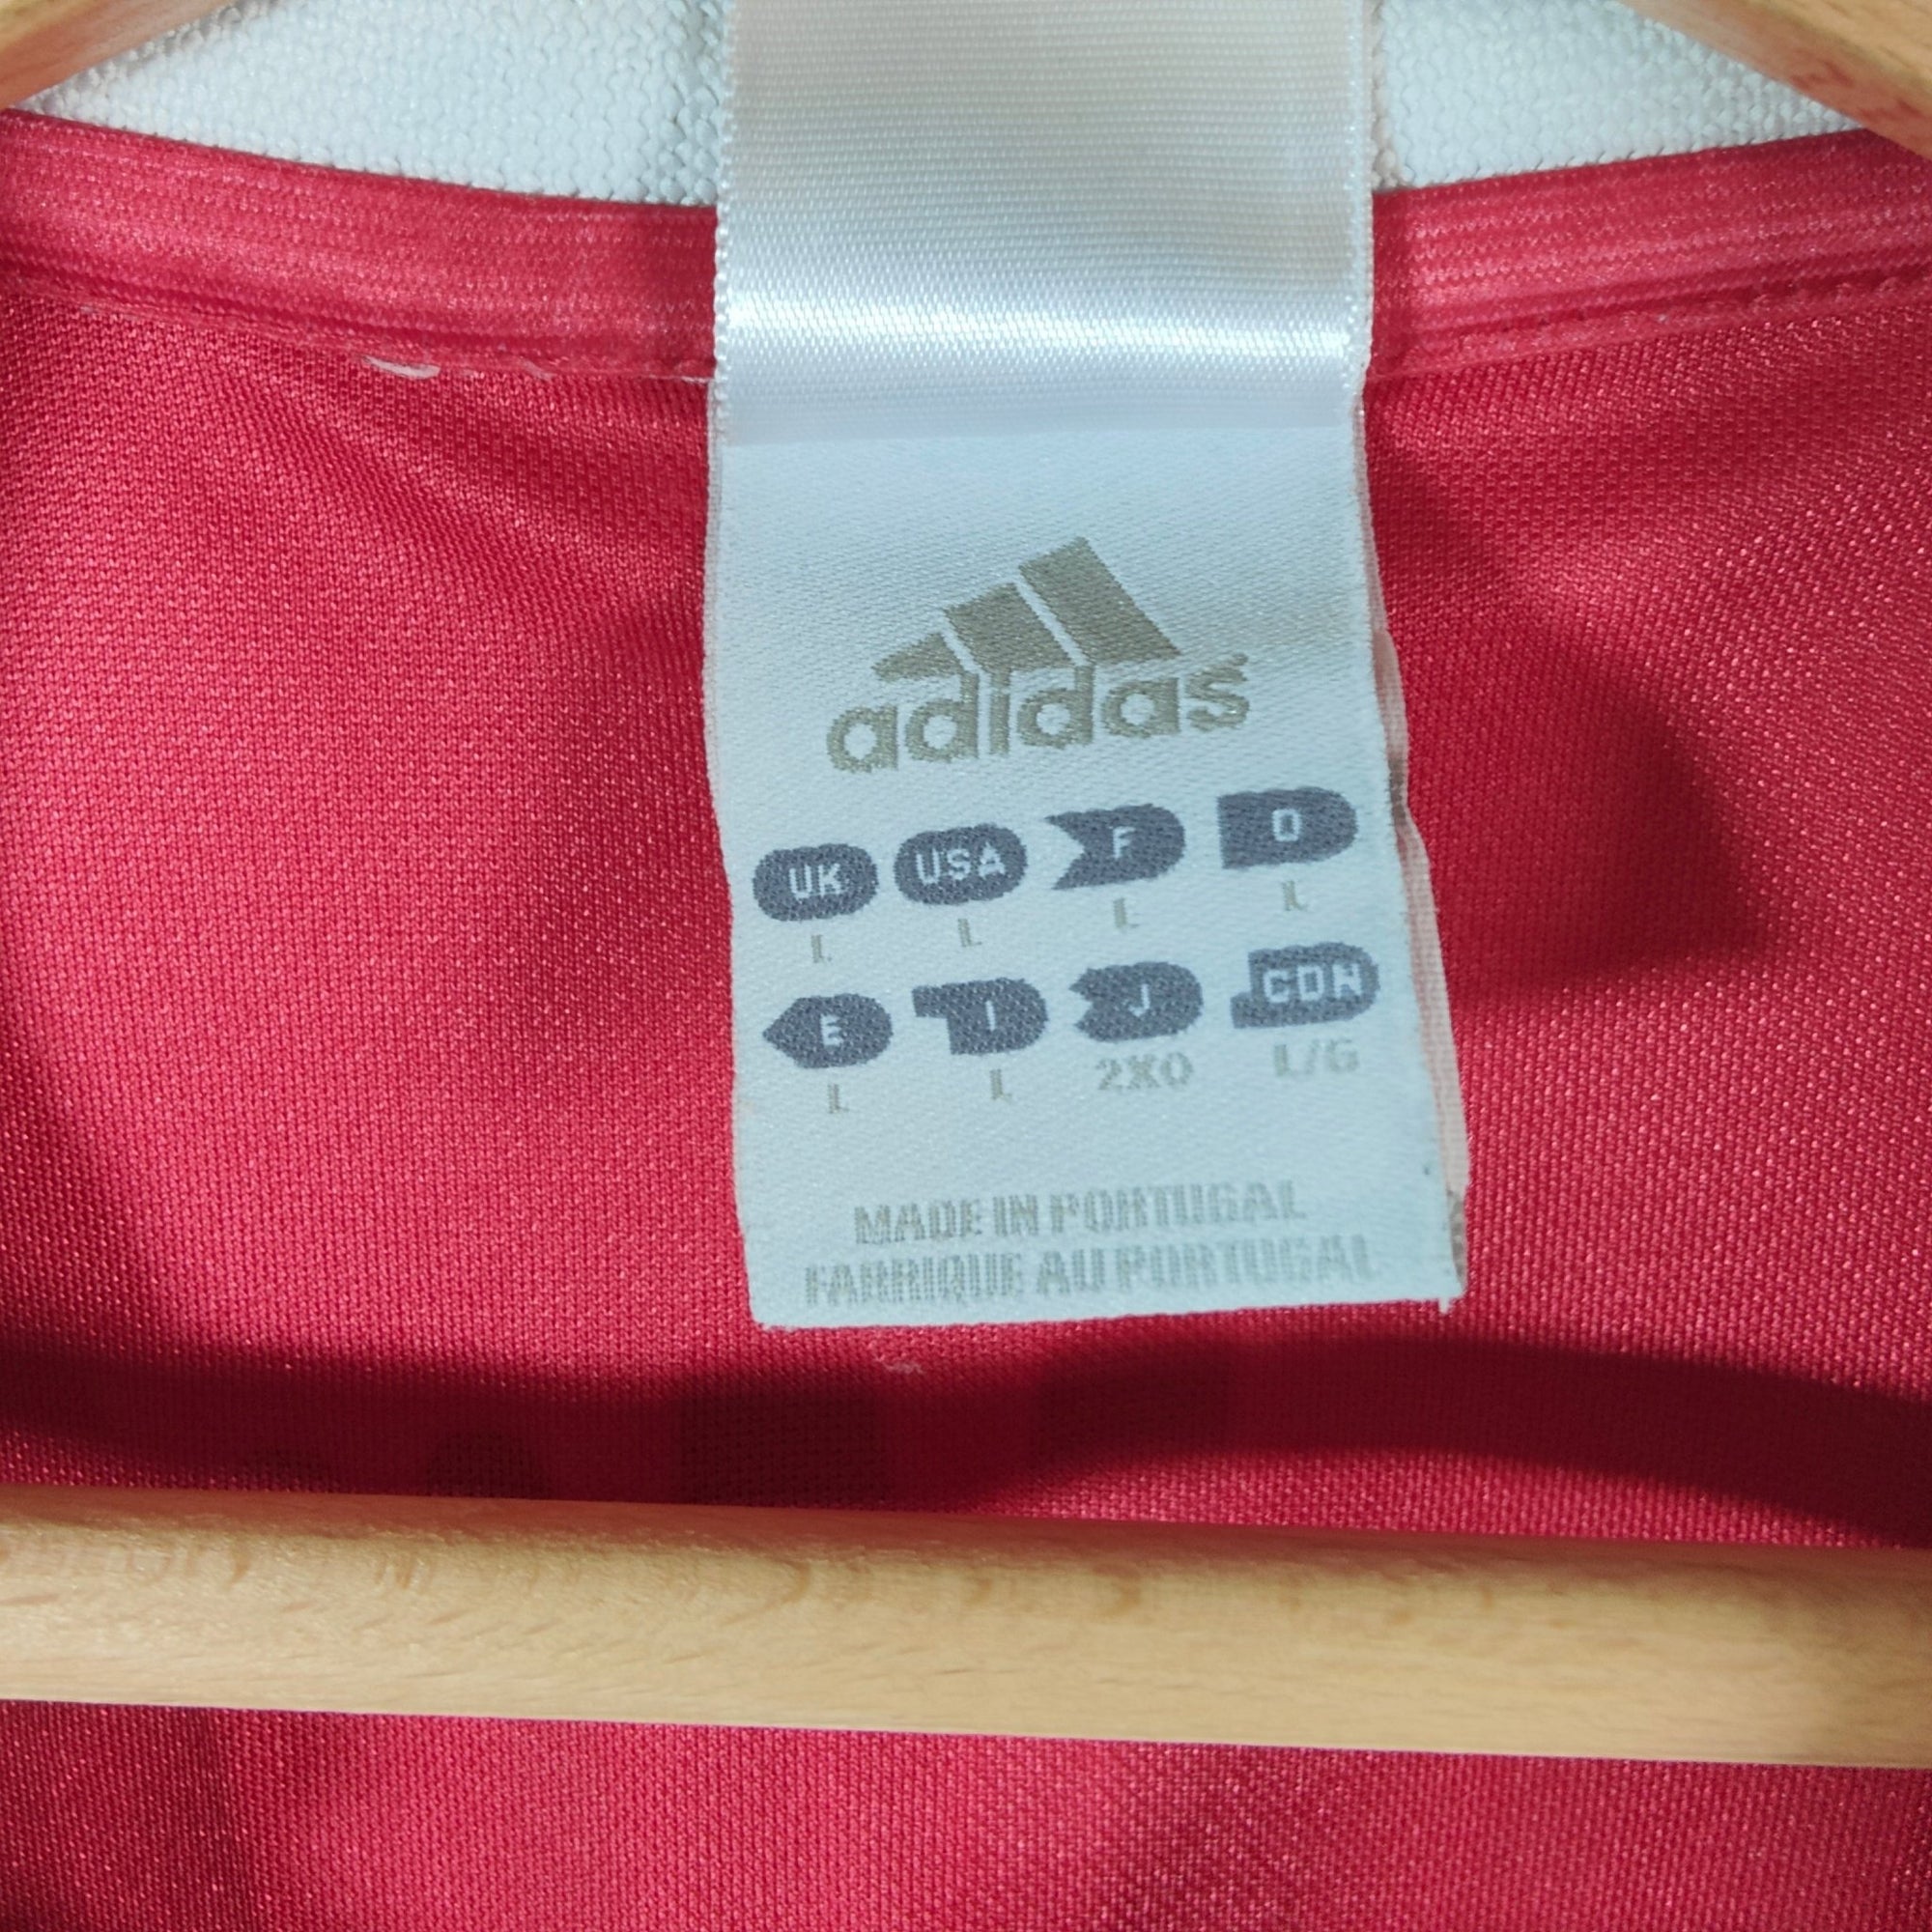 adidas
UK USA F D
L L L L
E I J CDN
L L 2XO L/G
MADE IN PORTUGAL
FABRIQUE AU PORTUGAL